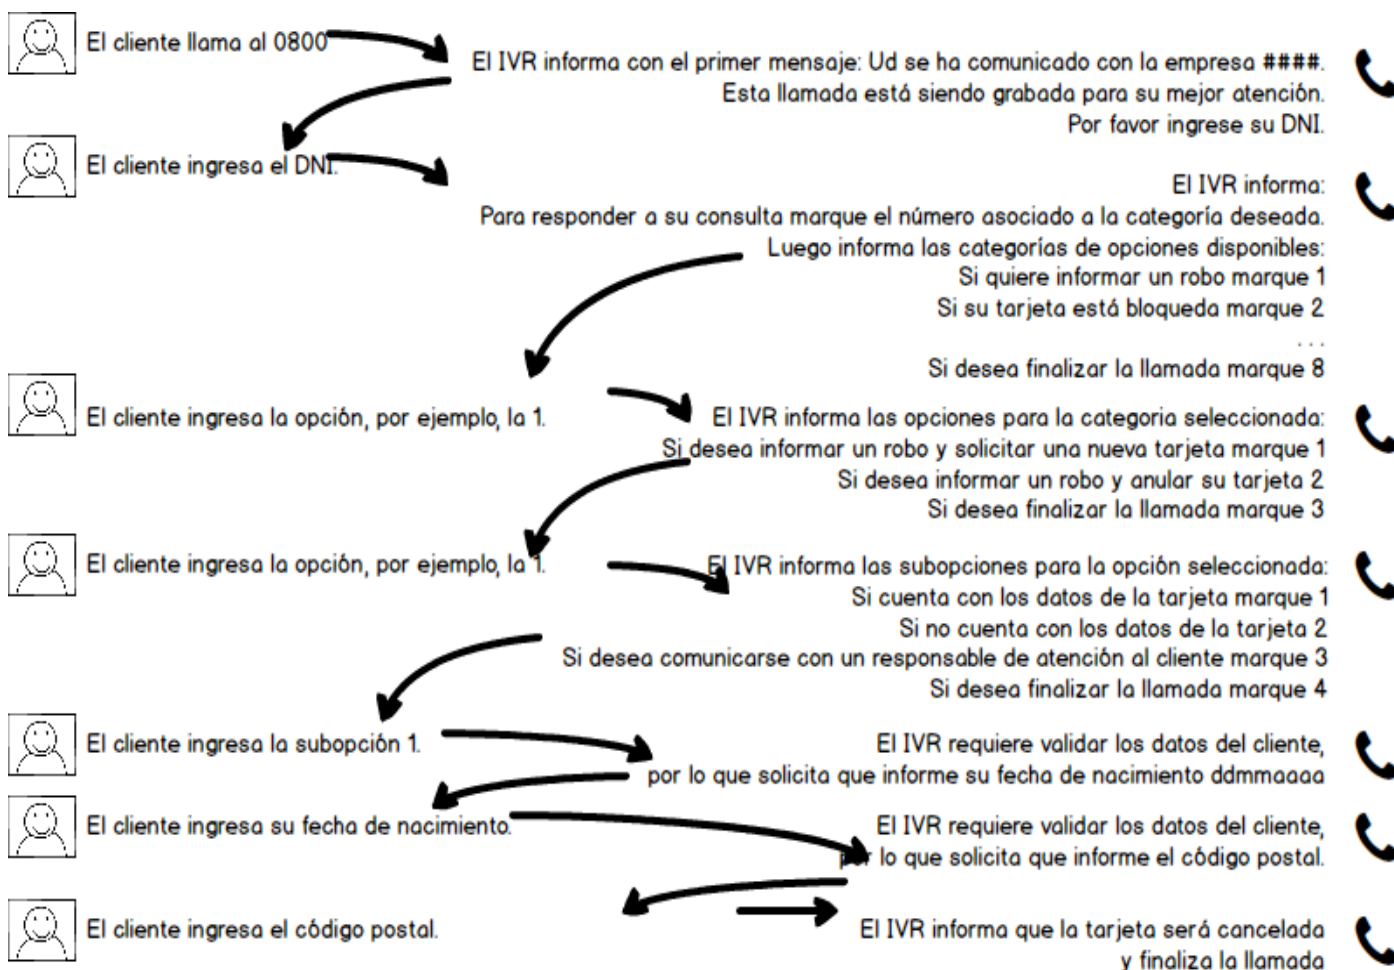 El cliente llama al 0800
El IVR informa con el primer mensaje: Ud se ha comunicado con la empresa ####.
Esta llamada está siendo grabada para su mejor atención.
Por favor ingrese su DNI.
El cliente ingresa el DNI.
El IVR informa:
Para responder a su consulta marque el número asociado a la categoría deseada.
Luego informa las categorías de opciones disponibles:
Si quiere informar un robo marque 1
Si su tarjeta está bloqueda marque 2
. . .
Si desea finalizar la llamada marque 8
El cliente ingresa la opción, por ejemplo, la 1.
El IVR informa las opciones para la categoria seleccionada:
Si desea informar un robo y solicitar una nueva tarjeta marque 1
Si desea informar un robo y anular su tarjeta 2
Si desea finalizar la llamada marque 3
El cliente ingresa la opción, por ejemplo, la 1.
El IVR informa las subopciones para la opción seleccionada:
Si cuenta con los datos de la tarjeta marque 1
Si no cuenta con los datos de la tarjeta 2
Si desea comunicarse con un responsable de atención al cliente marque 3
Si desea finalizar la llamada marque 4
El cliente ingresa la subopción 1.
El IVR requiere validar los datos del cliente,
por lo que solicita que informe su fecha de nacimiento ddmmaaaa
El cliente ingresa su fecha de nacimiento.
El IVR requiere validar los datos del cliente,
por lo que solicita que informe el código postal.
El cliente ingresa el código postal.
El IVR informa que la tarjeta será cancelada
y finaliza la llamada